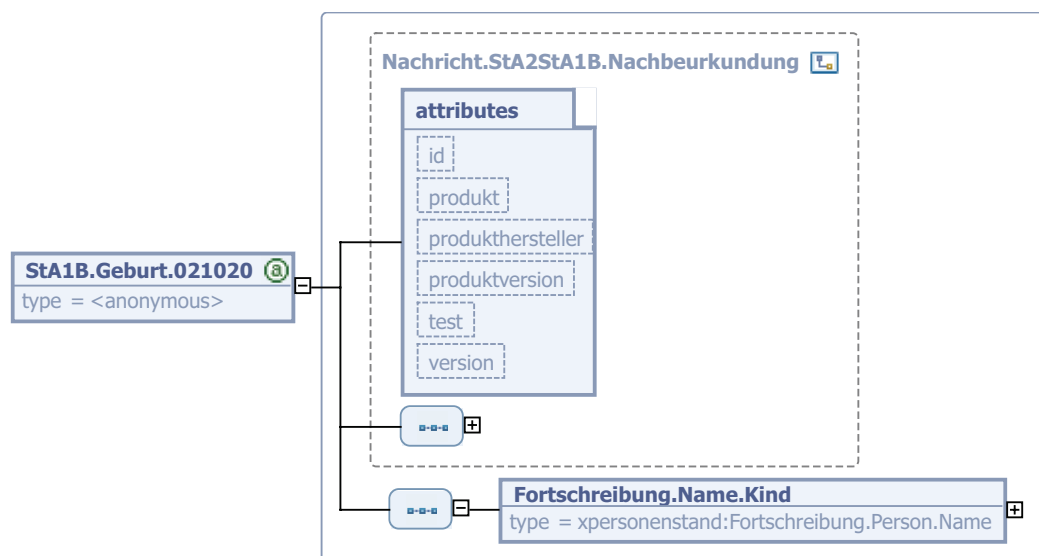 Nachricht.StA2StA1B.Nachbeurkundung
attributes
id
produkt
produkthersteller
produktversion
test
version
StA1B.Geburt.021020 @
type = <anonymous>
Fortschreibung.Name.Kind
type = xpersonenstand:Fortschreibung.Person.Name